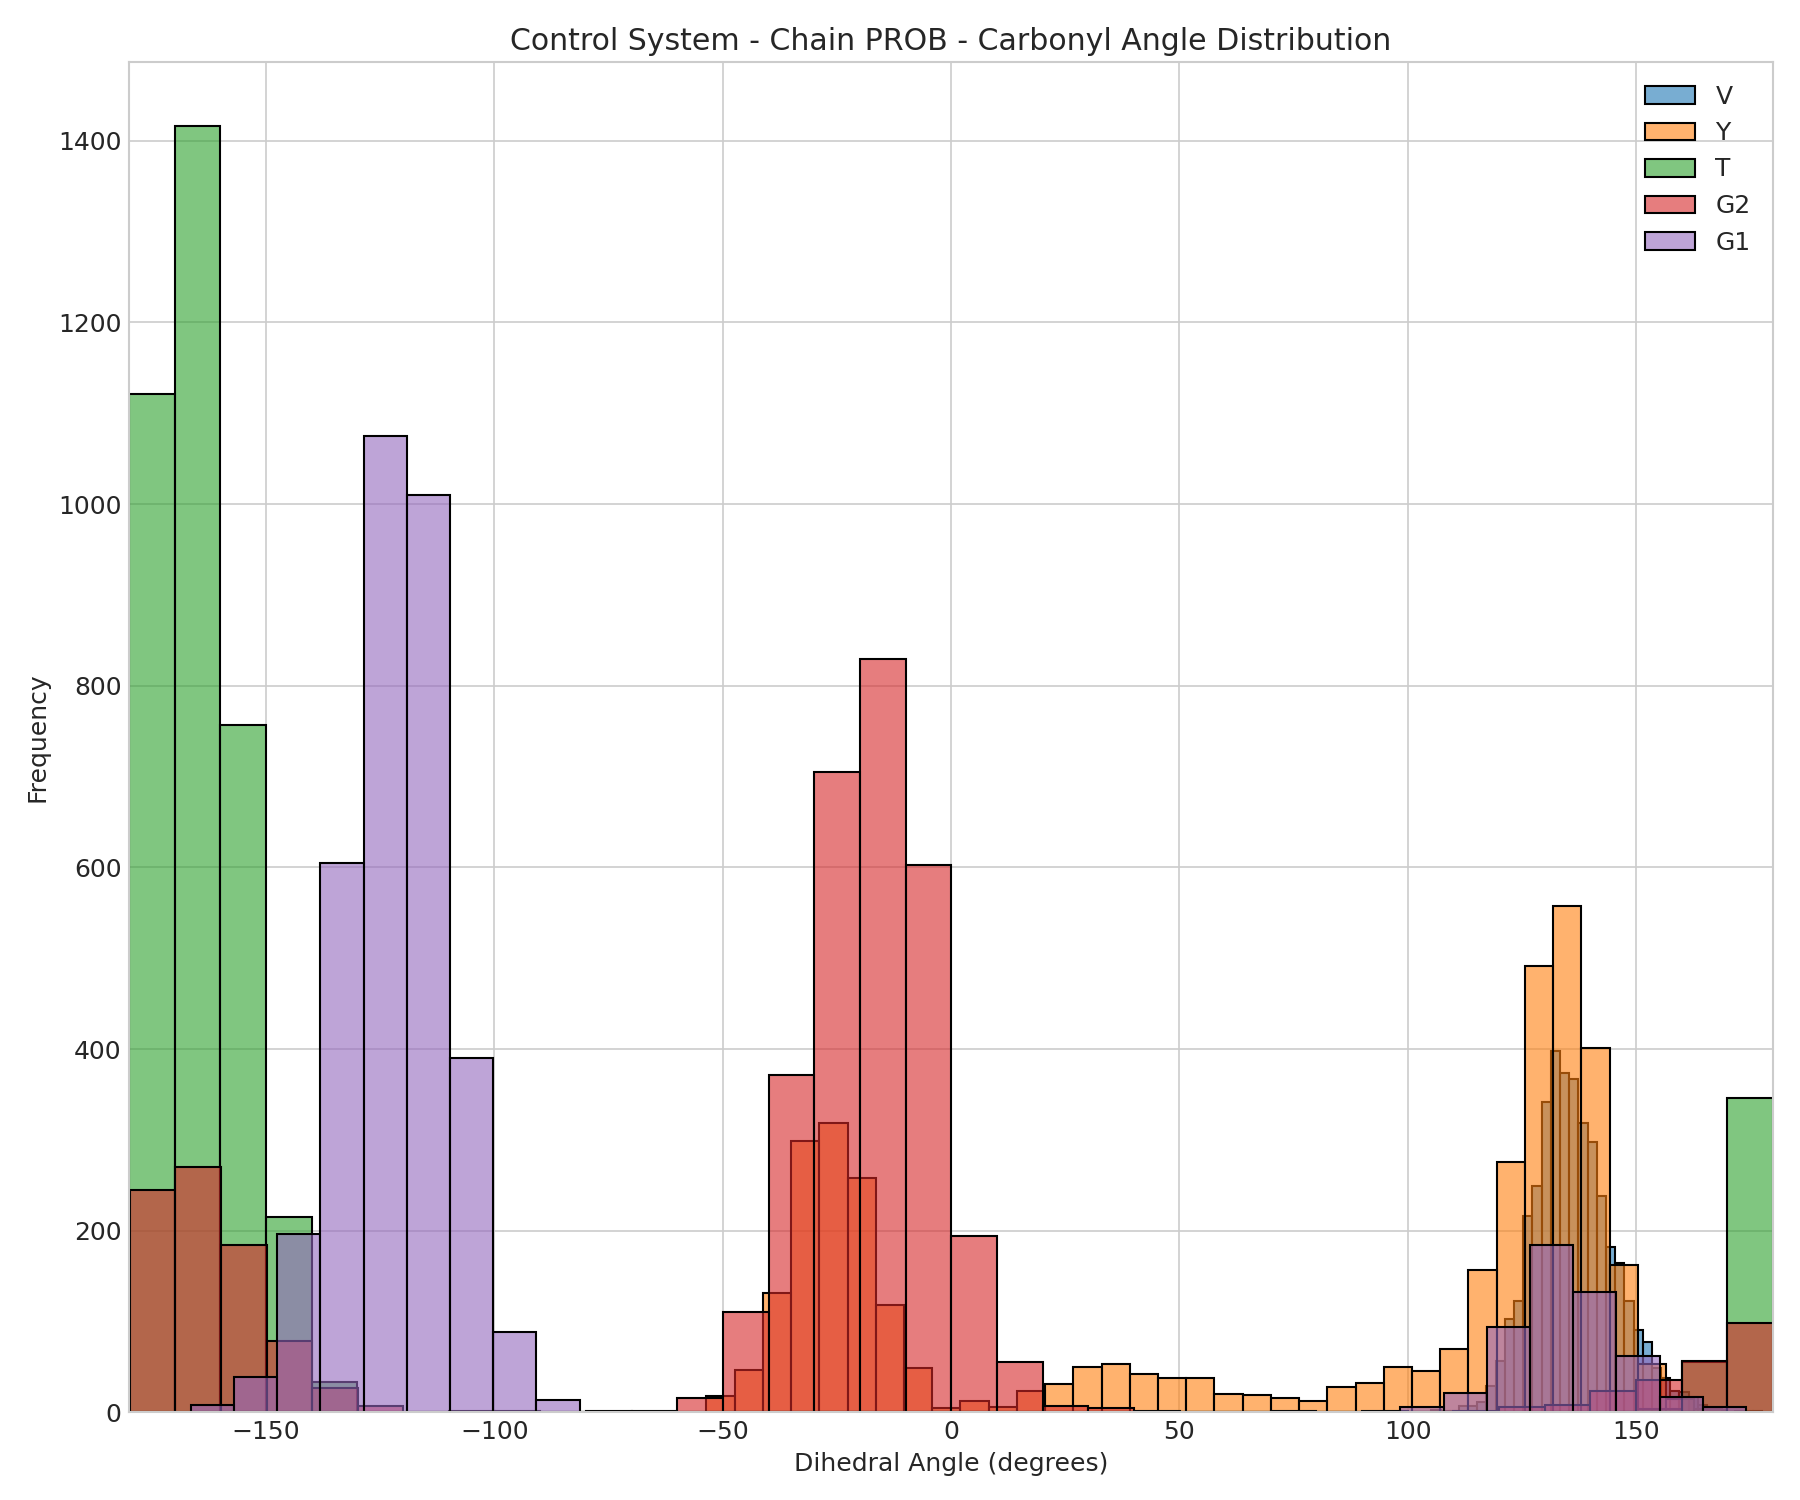 Control System - Chain PROB - Carbonyl Angle Distribution
V
Y
T
G2
G1
1400
1200
1000
800
600
400
200
0
Frequency
−150
−100
−50
0
50
100
150
Dihedral Angle (degrees)